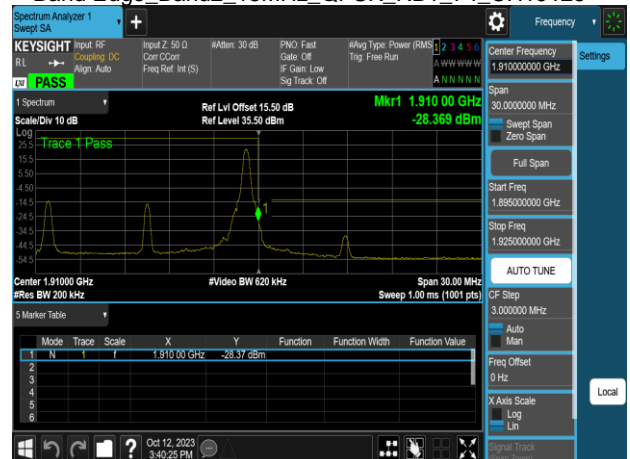 Spectrum Analyzer 1
Swept SA
+
Frequency
KEYSIGHT
RL
Align: Auto
LXI
PASS
Input: RF
Coupling: DC
Input Z: 50 Ω
Corr CCorr
Freq Ref: Int (S)
#Atten: 30 dB
PNO: Fast
Gate: Off
IF Gain: Low
Sig Track: Off
#Avg Type: Power (RMS)
Trig: Free Run
1 2 3 4 5 6
A W W W W W
A N N N N N
1 Spectrum
Scale/Div 10 dB
Ref Lvl Offset 15.50 dB
Ref Level 35.50 dBm
Mkr1 1.910 00 GHz
-28.369 dBm
Log
Trace 1 Pass
25.5
15.5
5.50
-4.50
-14.5
-24.5
-34.5
-44.5
-54.5
1
Center 1.91000 GHz
#Res BW 200 kHz
#Video BW 620 kHz
Span 30.00 MHz
Sweep 1.00 ms (1001 pts)
5 Marker Table
Mode Trace Scale X Y Function Function Width Function Value
1 N 1 f 1.910 00 GHz -28.37 dBm
2
3
4
5
6
Oct 12, 2023
3:40:25 PM
Center Frequency
1.910000000 GHz
Span
30.0000000 MHz
Swept Span
Zero Span
Full Span
Start Freq
1.895000000 GHz
Stop Freq
1.925000000 GHz
AUTO TUNE
CF Step
3.000000 MHz
Auto
Man
Freq Offset
0 Hz
X Axis Scale
Log
Lin
Signal Track
Settings
Local